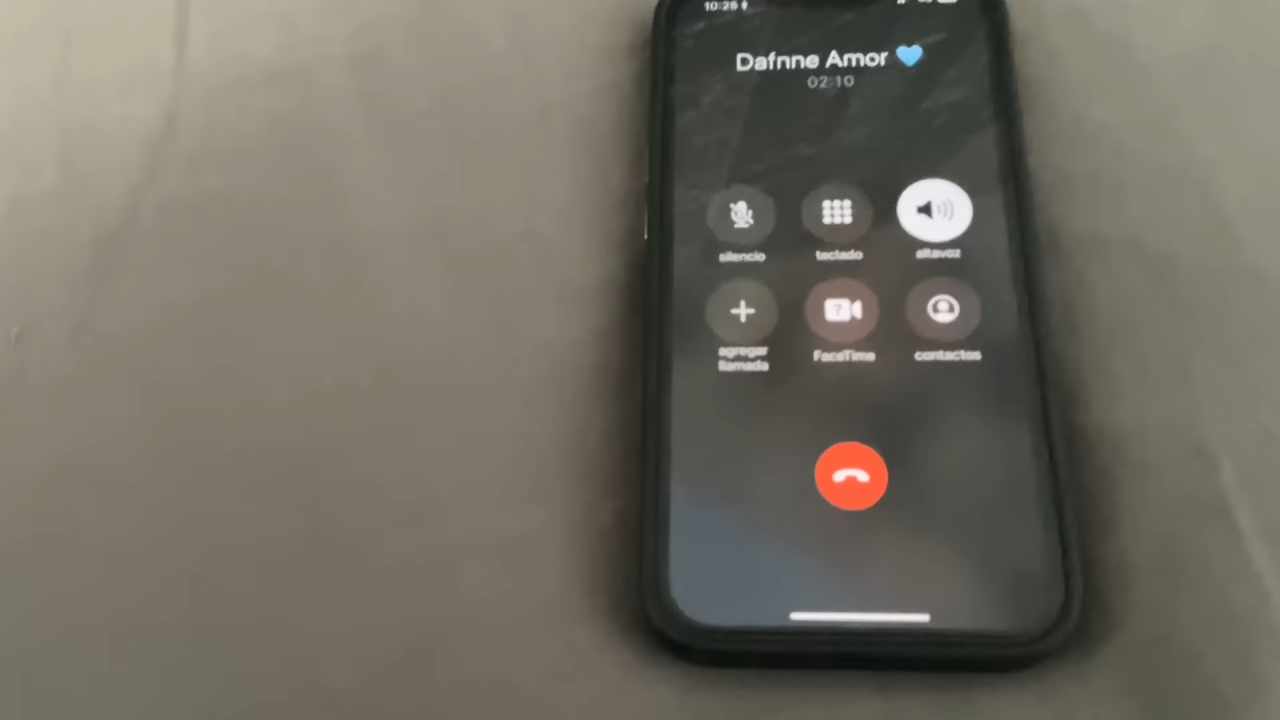 10:25
Dafnne Amor 💙
02:10
silencio teclado altavoz
agregar llamada FaceTime contactos